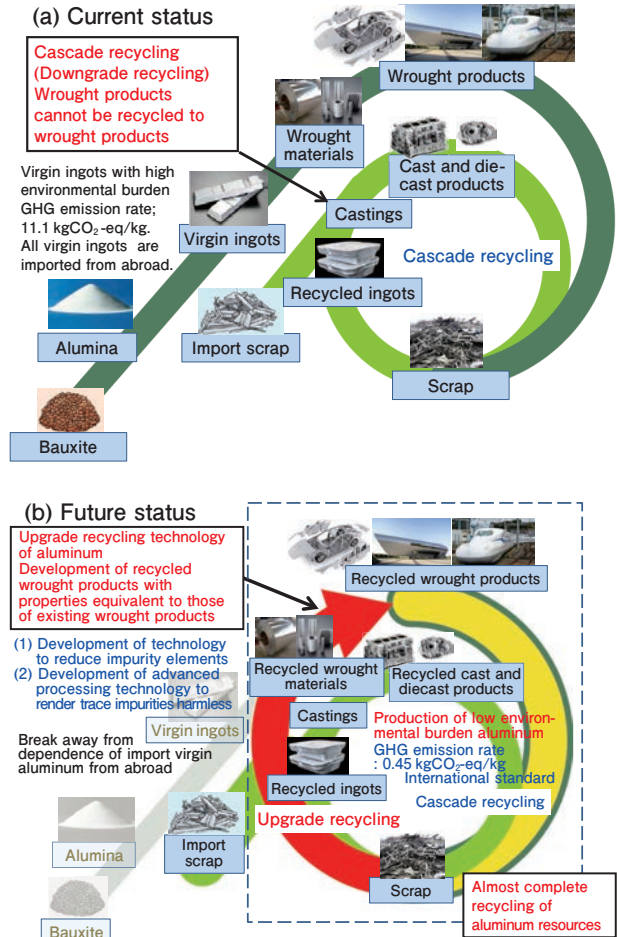 (a) Current status
Cascade recycling
(Downgrade recycling)
Wrought products
cannot be recycled to
wrought products
Wrought products
Wrought
materials
Cast and die-
cast products
Virgin ingots with high
environmental burden
GHG emission rate;
11.1 kgCO₂-eq/kg.
All virgin ingots are
imported from abroad.
Virgin ingots
Castings
Cascade recycling
Recycled ingots
Alumina
Import scrap
Scrap
Bauxite
(b) Future status
Upgrade recycling technology
of aluminum
Development of recycled
wrought products with
properties equivalent to those
of existing wrought products
Recycled wrought products
(1) Development of technology
to reduce impurity elements
(2) Development of advanced
processing technology to
render trace impurities harmless
Recycled wrought
materials
Recycled cast and
diecast products
Virgin ingots
Castings
Production of low environ-
mental burden aluminum
GHG emission rate
: 0.45 kgCO₂-eq/kg
International standard
Break away from
dependence of import virgin
aluminum from abroad
Recycled ingots
Cascade recycling
Upgrade recycling
Alumina
Import
scrap
Scrap
Almost complete
recycling of
aluminum resources
Bauxite